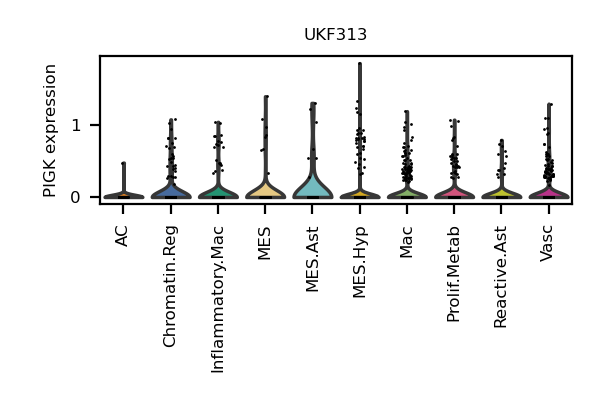 UKF313
PIGK expression
1
0
AC
Chromatin.Reg
Inflammatory.Mac
MES
MES.Ast
MES.Hyp
Mac
Prolif.Metab
Reactive.Ast
Vasc